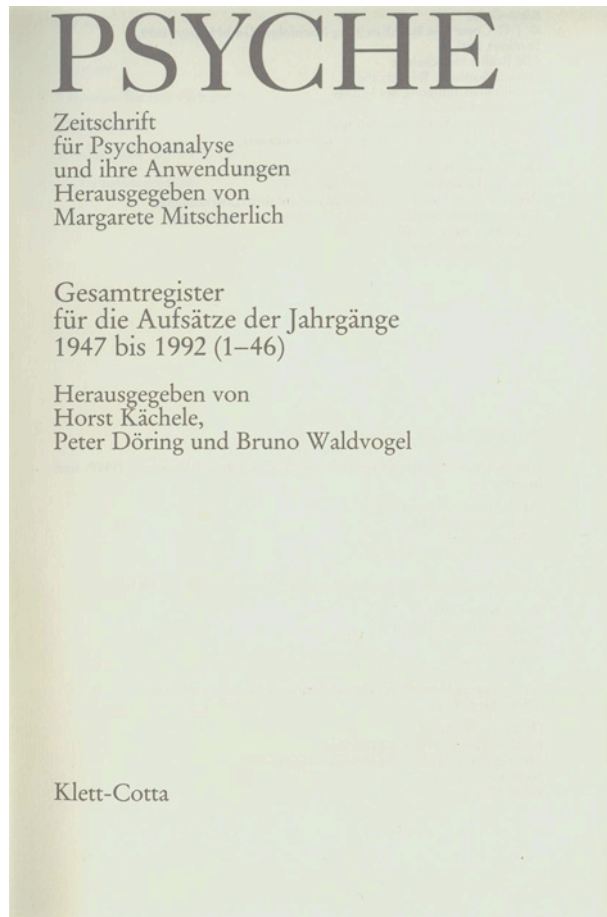 PSYCHE
Zeitschrift
für Psychoanalyse
und ihre Anwendungen
Herausgegeben von
Margarete Mitscherlich
Gesamtregister
für die Aufsätze der Jahrgänge
1947 bis 1992 (1–46)
Herausgegeben von
Horst Kächele,
Peter Döring und Bruno Waldvogel
Klett-Cotta